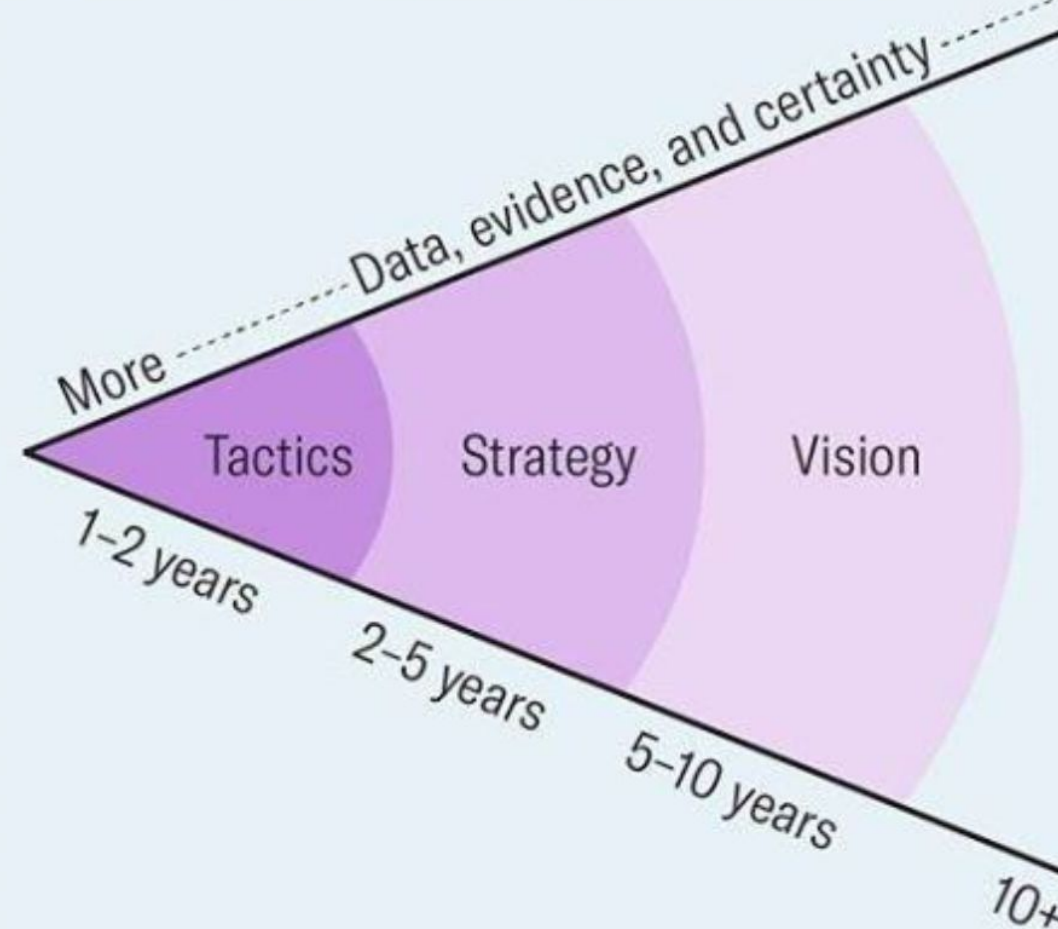 More
Data, evidence, and certainty
Tactics
Strategy
Vision
1–2 years
2–5 years
5–10 years
10+